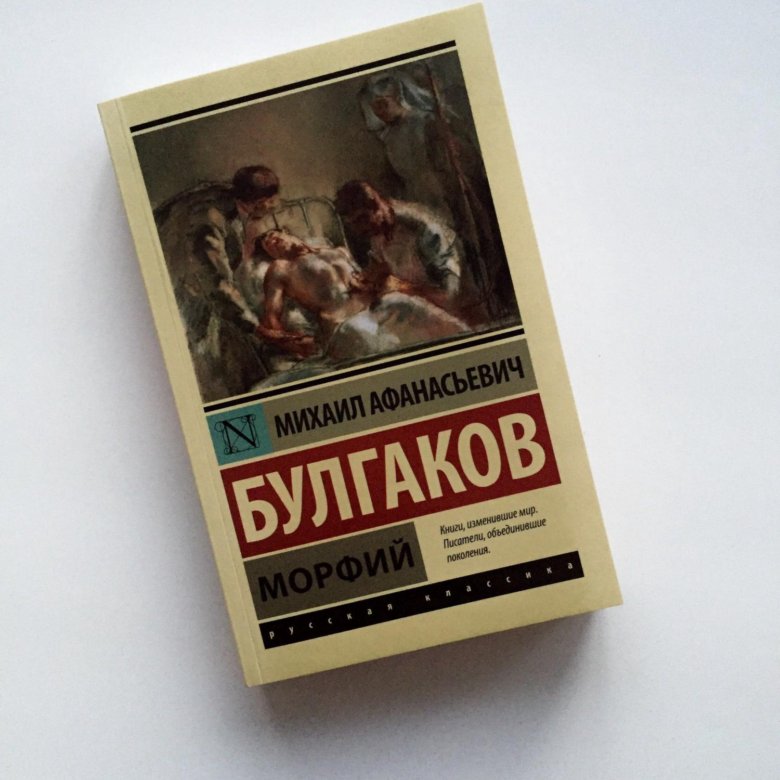 N
МИХАИЛ АФАНАСЬЕВИЧ
БУЛГАКОВ
МОРФИЙ
Книги, изменившие мир.
Писатели, объединившие
поколения.
русская классика